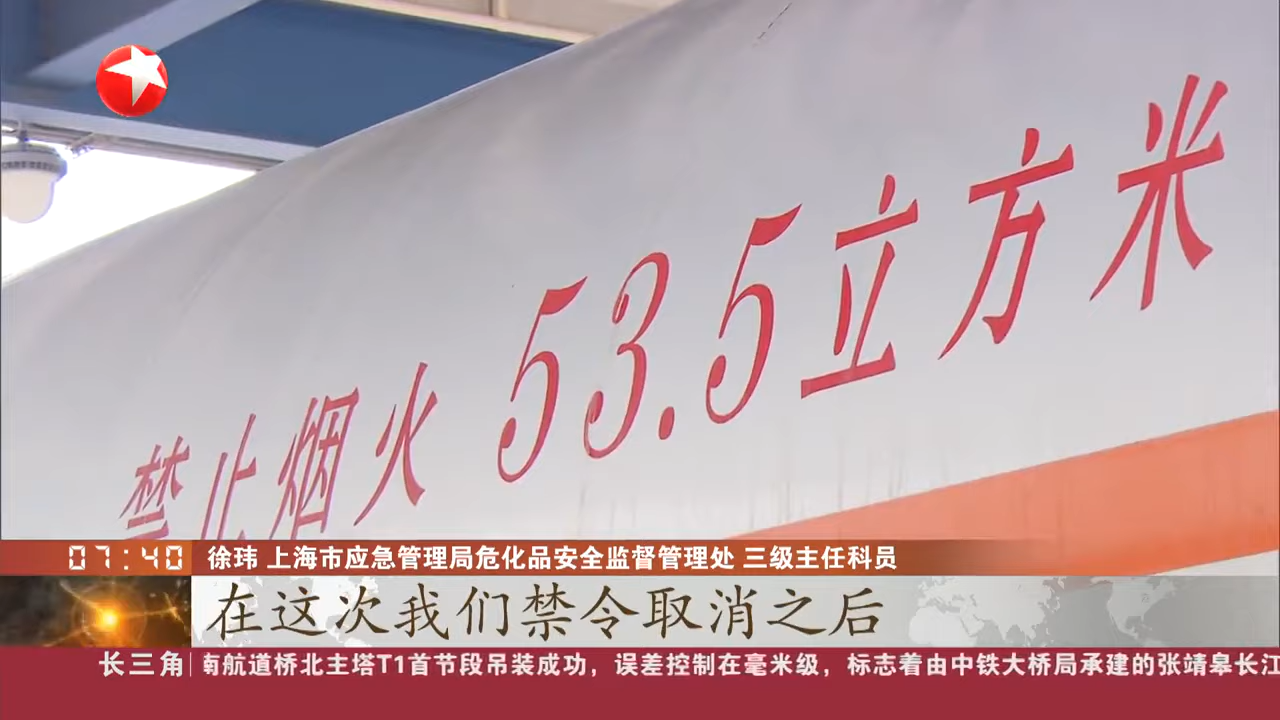 禁止烟火 53.5立方米
07:40 徐玮 上海市应急管理局危化品安全监督管理处 三级主任科员
在这次我们禁令取消之后
长三角 南航道桥北主塔T1首节段吊装成功，误差控制在毫米级，标志着由中铁大桥局承建的张靖皋长江